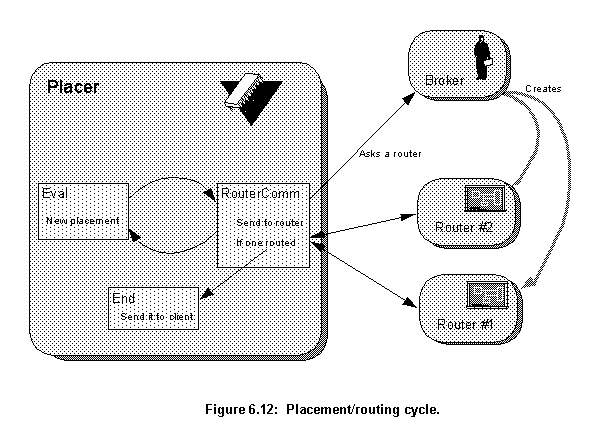 Placer
Broker
Creates
Asks a router
Eval
New placement
RouterComm
Send to router
If one routed
Router #2
End
Send it to client
Router #1
Figure 6.12: Placement/routing cycle.